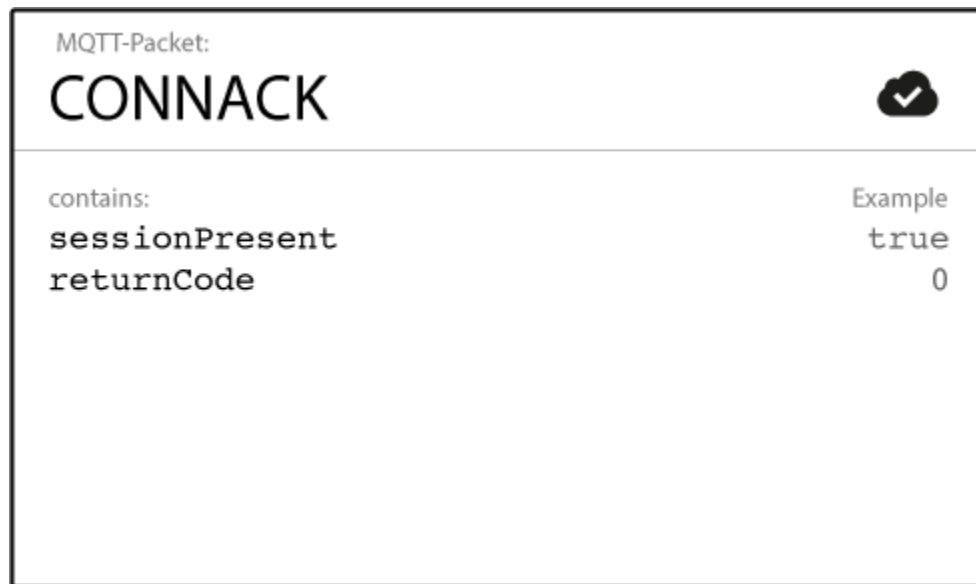 MQTT-Packet:
CONNACK
contains: Example
sessionPresent true
returnCode 0